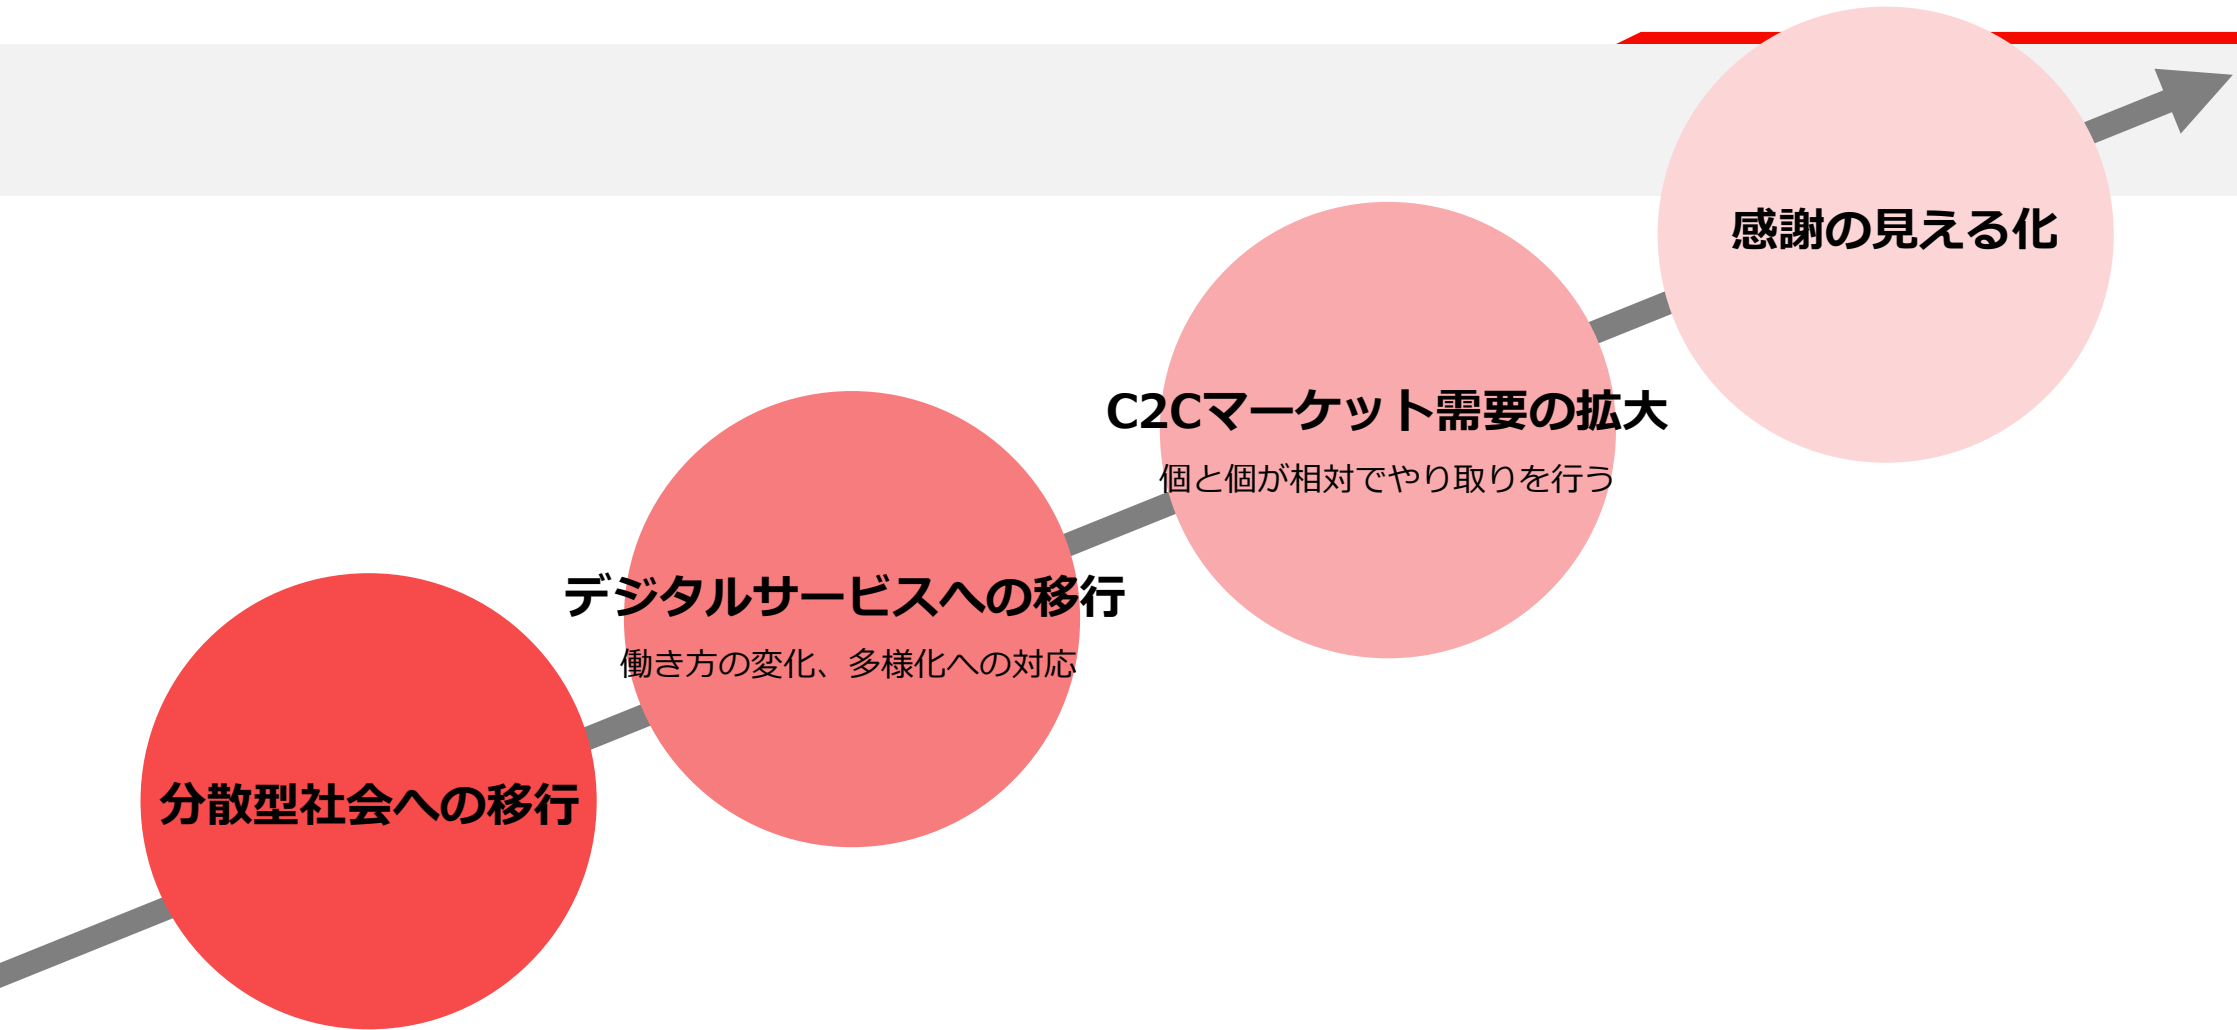 感謝の見える化
C2Cマーケット需要の拡大
個と個が相対でやり取りを行う
デジタルサービスへの移行
働き方の変化、多様化への対応
分散型社会への移行